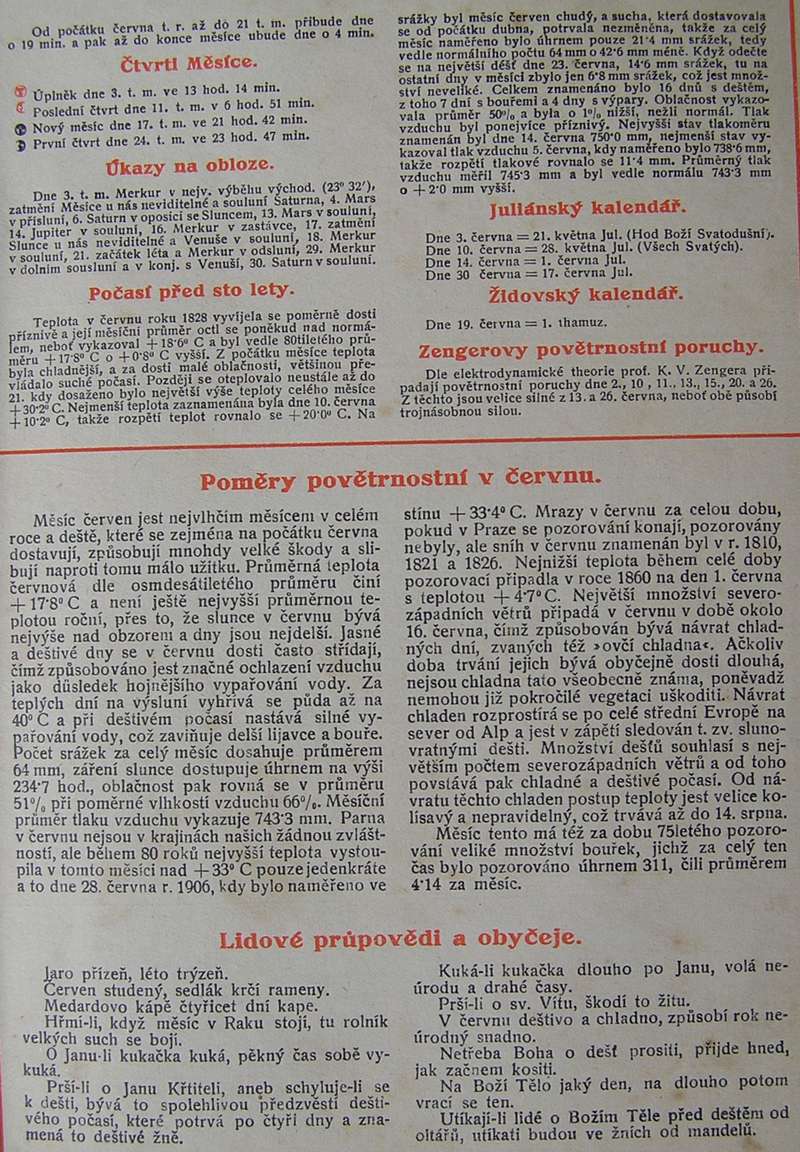 Od počátku června t. r. až do 21 t. m. přibude dne
o 19 min. a pak až do konce měsíce ubude dne o 4 min.
Čtvrti Měsíce.
Úplněk dne 3. t. m. ve 13 hod. 14 min.
Poslední čtvrt dne 11. t. m. v 6 hod. 51 min.
Nový měsíc dne 17. t. m. ve 21 hod. 42 min.
První čtvrt dne 24. t. m. ve 23 hod. 47 min.
Úkazy na obloze.
Dne 3. t. m. Merkur v nejv. výběhu východ. (23° 32'),
zatmění Měsíce u nás neviditelné a souluní Saturna, 4. Mars
v přísluní, 6. Saturn v oposici se Sluncem, 13. Mars v souluní,
14. Jupiter v souluní, 16. Merkur v zastávce, 17. zatmění
Slunce u nás neviditelné a Venuše v souluní, 18. Merkur
v souluní, 21. začátek léta a Merkur v odsluní, 29. Merkur
v dolním sousluní a v konj. s Venuší, 30. Saturn v souluní.
Počasí před sto lety.
Teplota v červnu roku 1828 vyvíjela se poměrně dosti
příznivě a její měsíční průměr octl se poněkud nad normá-
lem, neboť vykazoval +18·6° C a byl vedle 80tiletého prů-
měru +17·8° C o +0·8° C vyšší. Z počátku měsíce teplota
byla chladnější, a za dosti malé oblačnosti, většinou pře-
vládalo suché počasí. Později se oteplovalo neustále až do
21. kdy dosaženo bylo největší výše teploty celého měsíce
+30·2° C. Nejmenší teplota zaznamenána byla dne 10. června
+10·2° C, takže rozpětí teplot rovnalo se +20·0° C. Na
srážky byl měsíc červen chudý, a sucha, která dostavovala
se od počátku dubna, potrvala nezměněna, takže za celý
měsíc naměřeno bylo úhrnem pouze 21·4 mm srážek, tedy
vedle normálního počtu 64 mm o 42·6 mm méně. Když odečte
se na největší déšť dne 23. června, 14·6 mm srážek, tu na
ostatní dny v měsíci zbylo jen 6·8 mm srážek, což jest množ-
ství neveliké. Celkem znamenáno bylo 16 dnů s deštěm,
z toho 7 dní s bouřemi a 4 dny s výpary. Oblačnost vykazo-
vala průměr 50% a byla o 1% nižší, nežli normál. Tlak
vzduchu byl ponejvíce příznivý. Nejvyšší stav tlakoměru
znamenán byl dne 14. června 750·0 mm, nejmenší stav vy-
kazoval tlak vzduchu 5. června, kdy naměřeno bylo 738·6 mm,
takže rozpětí tlakové rovnalo se 11·4 mm. Průměrný tlak
vzduchu měřil 745·3 mm a byl vedle normálu 743·3 mm
o +2·0 mm vyšší.
Juliánský kalendář.
Dne 3. června = 21. května Jul. (Hod Boží Svatodušní).
Dne 10. června = 28. května Jul. (Všech Svatých).
Dne 14 června = 1. června Jul.
Dne 30 června = 17. června Jul.
Židovský kalendář.
Dne 19. června = 1. thamuz.
Zengerovy povětrnostní poruchy.
Dle elektrodynamické theorie prof. K. V. Zengera při-
padají povětrnostní poruchy dne 2., 10 , 11., 13., 15., 20. a 26.
Z těchto jsou velice silné z 13. a 26. června, neboť obě působí
trojnásobnou silou.
Poměry povětrnostní v červnu.
Měsíc červen jest nejvlhčím měsícem v celém
roce a deště, které se zejména na počátku června
dostavují, způsobují mnohdy velké škody a sli-
bují naproti tomu málo užitku. Průměrná teplota
červnová dle osmdesátiletého průměru činí
+17·8° C a není ještě nejvyšší průměrnou te-
plotou roční, přes to, že slunce v červnu bývá
nejvýše nad obzorem a dny jsou nejdelší. Jasné
a deštivé dny se v červnu dosti často střídají,
čímž způsobováno jest značné ochlazení vzduchu
jako důsledek hojnějšího vypařování vody. Za
teplých dní na výsluní vyhřívá se půda až na
40° C a při deštivém počasí nastává silné vy-
pařování vody, což zaviňuje delší lijavce a bouře.
Počet srážek za celý měsíc dosahuje průměrem
64 mm, záření slunce dostupuje úhrnem na výši
234·7 hod., oblačnost pak rovná se v průměru
51% při poměrné vlhkostí vzduchu 66%. Měsíční
průměr tlaku vzduchu vykazuje 743·3 mm. Parna
v červnu nejsou v krajinách našich žádnou zvlášt-
ností, ale během 80 roků nejvyšší teplota vystou-
pila v tomto měsíci nad +33° C pouze jedenkráte
a to dne 28. června r. 1906, kdy bylo naměřeno ve
stínu +33·4° C. Mrazy v červnu za celou dobu,
pokud v Praze se pozorování konají, pozorovány
nebyly, ale sníh v červnu znamenán byl v r. 1810,
1821 a 1826. Nejnižší teplota během celé doby
pozorovací připadla v roce 1860 na den 1. června
s teplotou +4·7° C. Největší množství severo-
západních větrů připadá v červnu v době okolo
16. června, čímž způsobován bývá návrat chlad-
ných dní, zvaných též »ovčí chladna«. Ačkoliv
doba trvání jejich bývá obyčejně dosti dlouhá,
nejsou chladna tato všeobecně známa, poněvadž
nemohou již pokročilé vegetaci uškoditi. Návrat
chladen rozprostírá se po celé střední Evropě na
sever od Alp a jest v zápětí sledován t. zv. sluno-
vratnými dešti. Množství dešťů souhlasí s nej-
větším počtem severozápadních větrů a od toho
povstává pak chladné a deštivé počasí. Od ná-
vratu těchto chladen postup teploty jest velice ko-
lísavý a nepravidelný, což trvává až do 14. srpna.
Měsíc tento má též za dobu 75letého pozoro-
vání veliké množství bouřek, jichž za celý ten
čas bylo pozorováno úhrnem 311, čili průměrem
4·14 za měsíc.
Lidové průpovědi a obyčeje.
Jaro přízeň, léto trýzeň.
Červen studený, sedlák krčí rameny.
Medardovo kápě čtyřicet dní kape.
Hřmí-li, když měsíc v Raku stojí, tu rolník
velkých such se bojí.
O Janu-li kukačka kuká, pěkný čas sobě vy-
kuká.
Prší-li o Janu Křtiteli, aneb schyluje-li se
k dešti, bývá to spolehlivou předzvěstí dešti-
vého počasí, které potrvá po čtyři dny a zna-
mená to deštivé žně.
Kuká-li kukačka dlouho po Janu, volá ne-
úrodu a drahé časy.
Prší-li o sv. Vítu, škodí to žitu.
V červnu deštivo a chladno, způsobí rok ne-
úrodný snadno.
Netřeba Boha o dešť prositi, přijde hned,
jak začnem kositi.
Na Boží Tělo jaký den, na dlouho potom
vrací se ten.
Utíkají-li lidé o Božím Těle před deštěm od
oltářů, utíkati budou ve žních od mandelů.